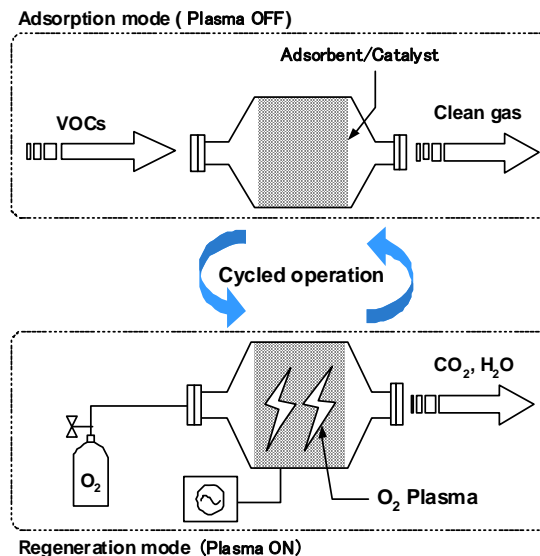 Adsorption mode ( Plasma OFF)
Adsorbent/Catalyst
VOCs
Clean gas
Cycled operation
CO₂, H₂O
O₂
O₂ Plasma
Regeneration mode (Plasma ON)